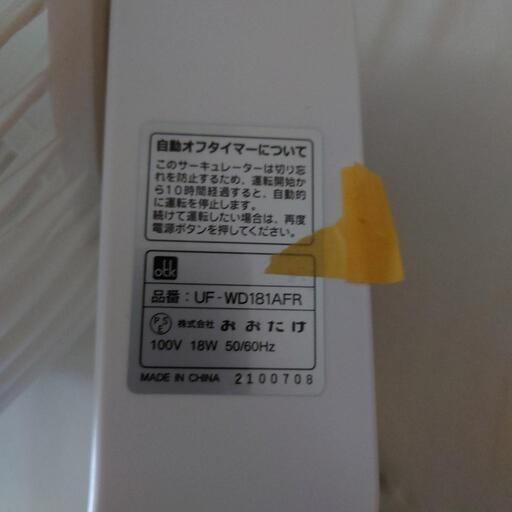 自動オフタイマーについて
このサーキュレーターは切り忘
れを防止するため、運転開始か
ら10時間経過すると、自動的
に運転を停止します。
続けて運転したい場合は、再度
電源ボタンを押してください。
otk
品番：UF-WD181AFR
PSE 株式会社 おおたけ
100V 18W 50/60Hz
MADE IN CHINA 2100708